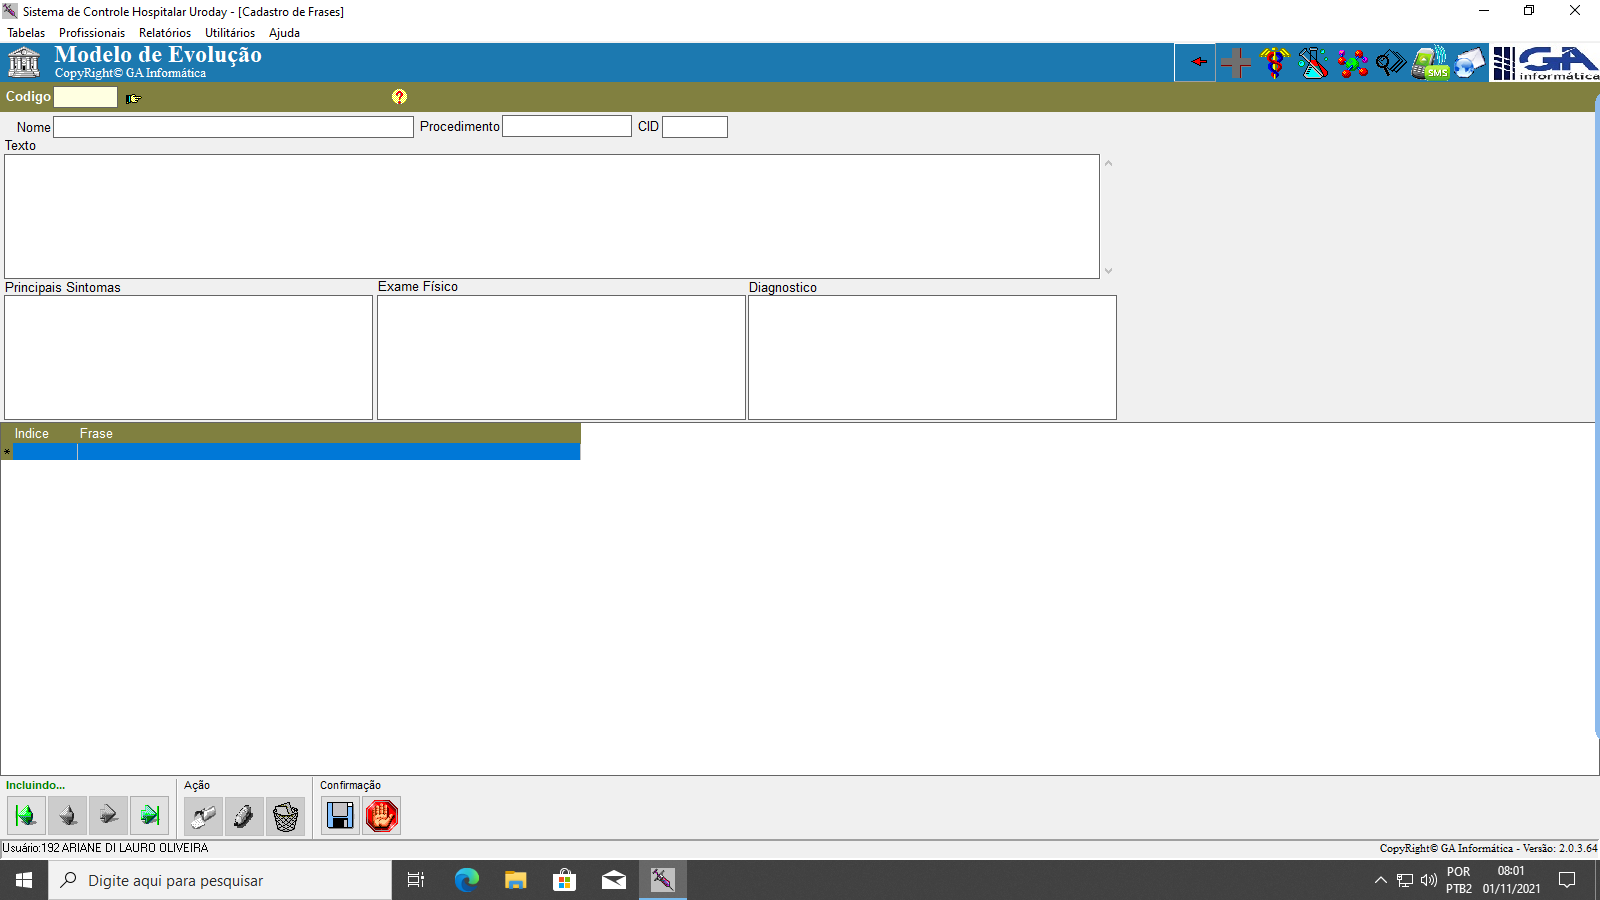 Sistema de Controle Hospitalar Uroday - [Cadastro de Frases]
Tabelas Profissionais Relatórios Utilitários Ajuda
Modelo de Evolução
CopyRight© GA Informática
SMS
GA
informática
Codigo
?
Nome Procedimento CID
Texto
Principais Sintomas Exame Físico Diagnostico
Indice Frase
*
Incluindo... Ação Confirmação
Usuário:192 ARIANE DI LAURO OLIVEIRA
CopyRight© GA Informática - Versão: 2.0.3.64
Digite aqui para pesquisar
POR 08:01
PTB2 01/11/2021